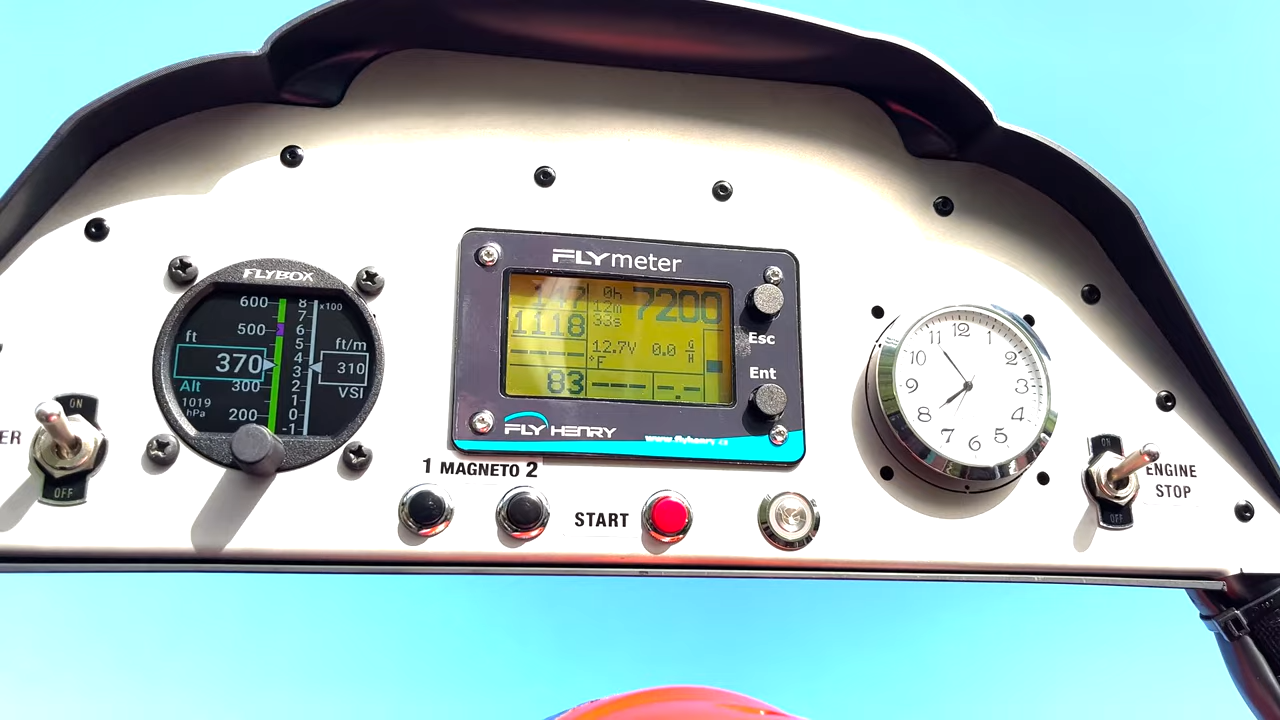 FLYBOX
600
500
300
200
ft
370
Alt
1019
hPa
x100
8
7
6
5
4
3
2
1
0
-1
ft/m
310
VSI
ON
OFF
ER
FLYmeter
147
0h
12m
33s
7200
1118
12.7V
0.0 G/H
°F
83
Esc
Ent
FLY HENRY
1 MAGNETO 2
START
12
1
2
3
4
5
6
7
8
9
10
11
ON
OFF
ENGINE
STOP